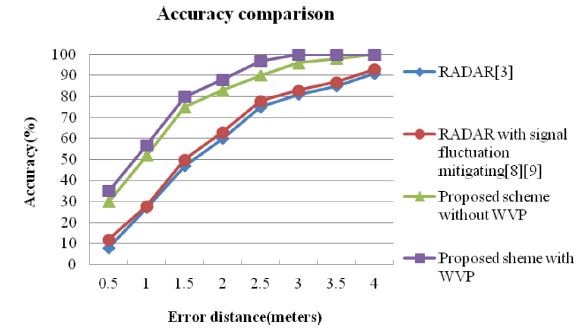 Accuracy comparison
Accuracy(%)
100
90
80
70
60
50
40
30
20
10
0
0.5 1 1.5 2 2.5 3 3.5 4
Error distance(meters)
RADAR[3]
RADAR with signal
fluctuation
mitigating[8][9]
Proposed scheme
without WVP
Proposed sheme with
WVP